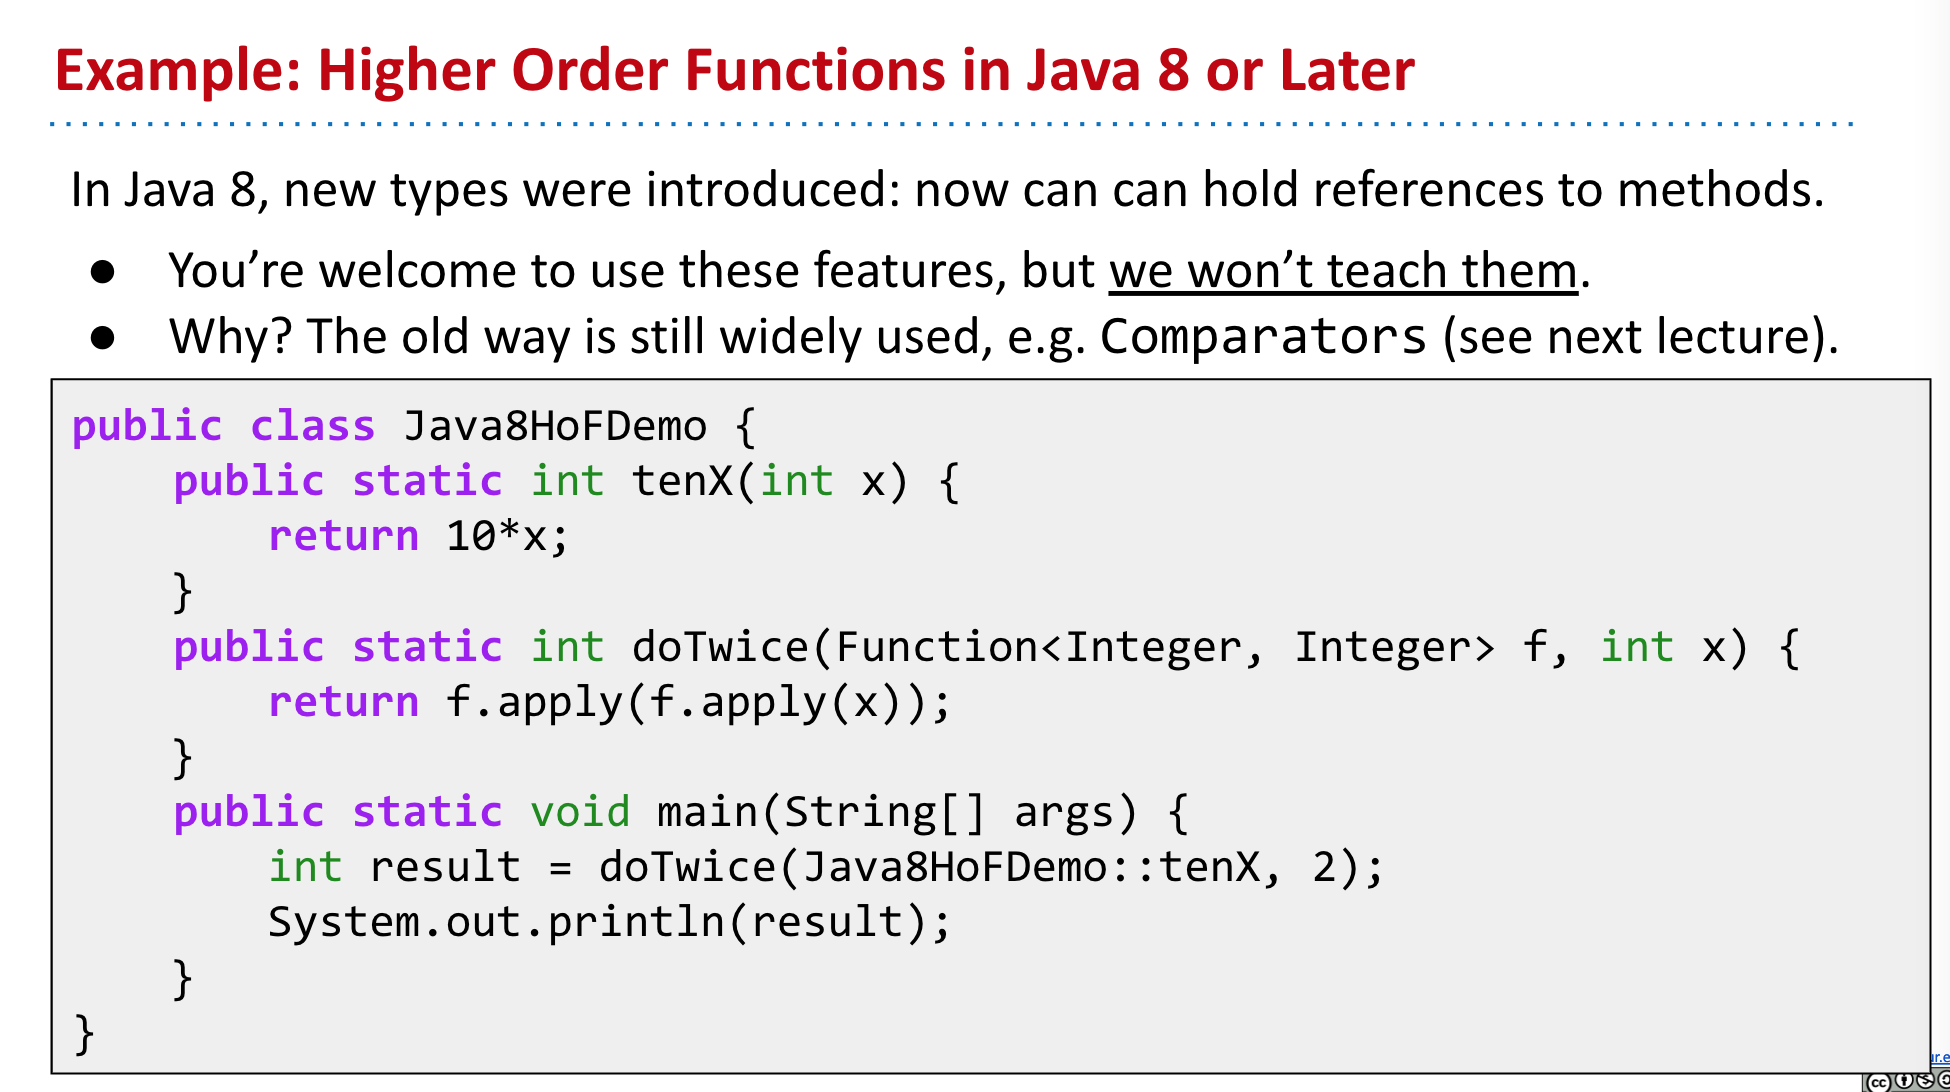 Example: Higher Order Functions in Java 8 or Later
In Java 8, new types were introduced: now can can hold references to methods.
● You’re welcome to use these features, but we won’t teach them.
● Why? The old way is still widely used, e.g. Comparators (see next lecture).
public class Java8HoFDemo {
    public static int tenX(int x) {
        return 10*x;
    }
    public static int doTwice(Function<Integer, Integer> f, int x) {
        return f.apply(f.apply(x));
    }
    public static void main(String[] args) {
        int result = doTwice(Java8HoFDemo::tenX, 2);
        System.out.println(result);
    }
}